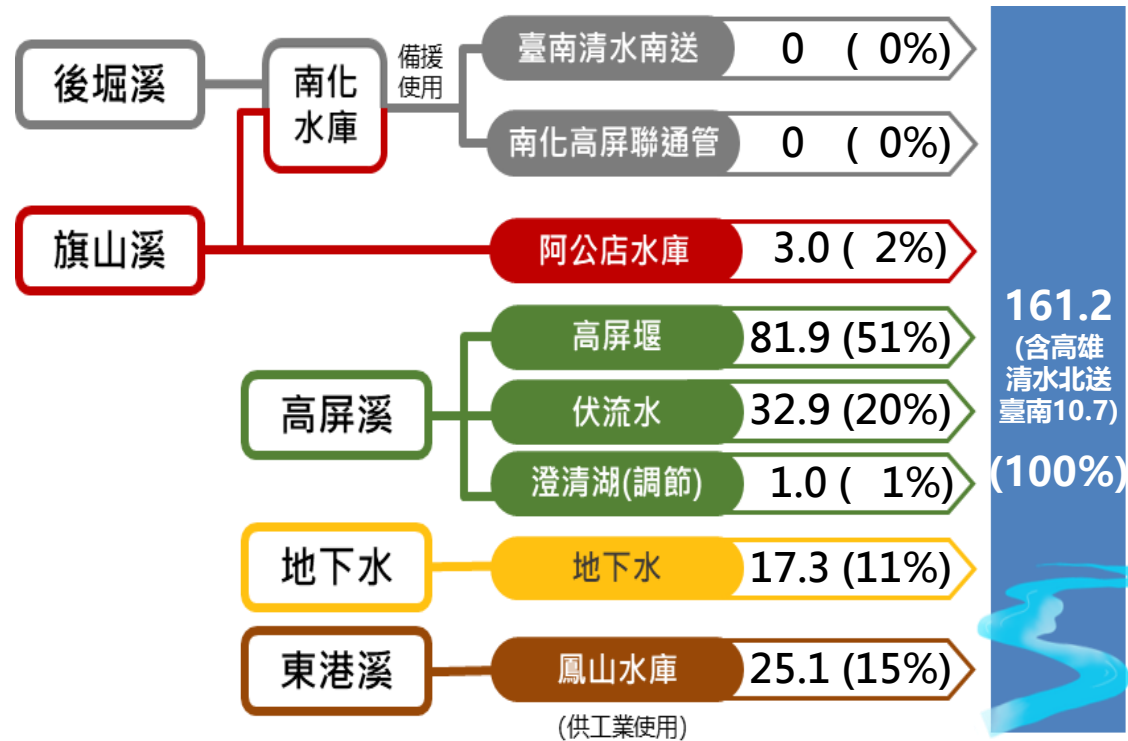 後堀溪
南化
水庫
備援
使用
臺南清水南送 0 ( 0%)
南化高屏聯通管 0 ( 0%)
旗山溪
阿公店水庫 3.0 ( 2%)
高屏溪
高屏堰 81.9 (51%)
伏流水 32.9 (20%)
澄清湖(調節) 1.0 ( 1%)
地下水
地下水 17.3 (11%)
東港溪
鳳山水庫 25.1 (15%)
(供工業使用)
161.2
(含高雄
清水北送
臺南10.7)
(100%)